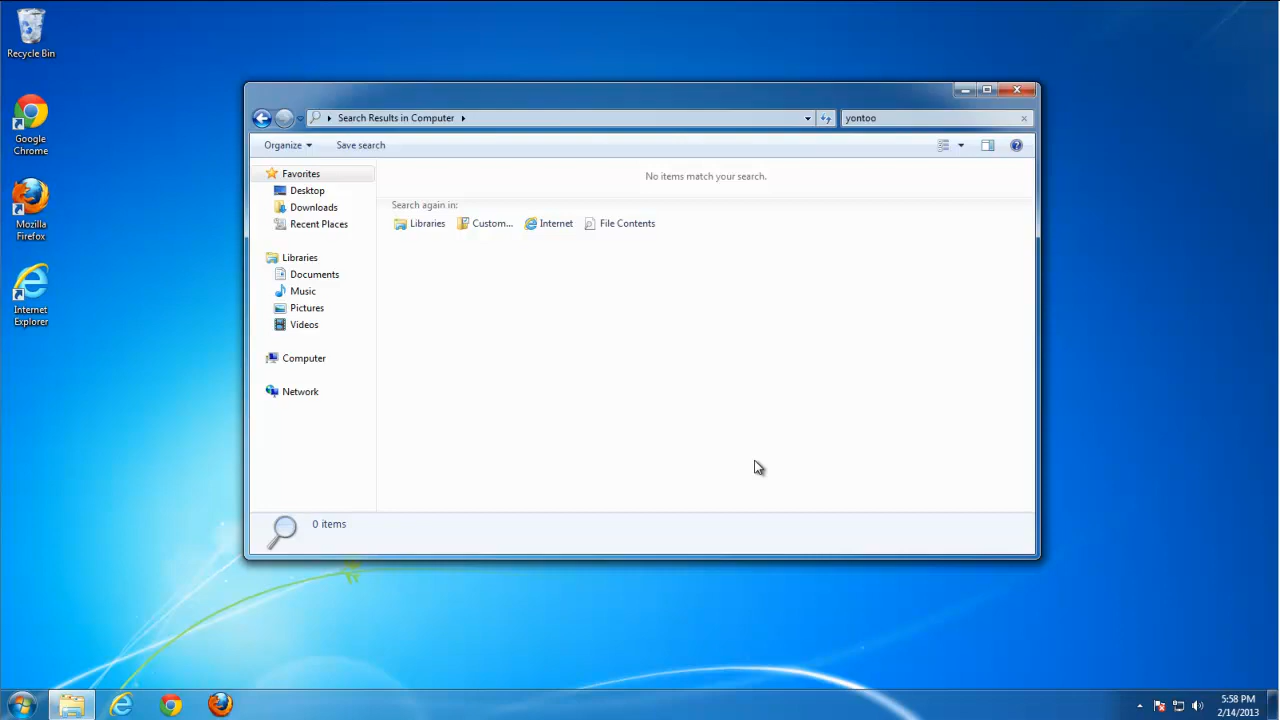 Recycle Bin
Google
Chrome
Mozilla
Firefox
Internet
Explorer
Search Results in Computer
yontoo
Organize
Save search
Favorites
Desktop
Downloads
Recent Places
Libraries
Documents
Music
Pictures
Videos
Computer
Network
No items match your search.
Search again in:
Libraries
Custom...
Internet
File Contents
0 items
5:58 PM
2/14/2013